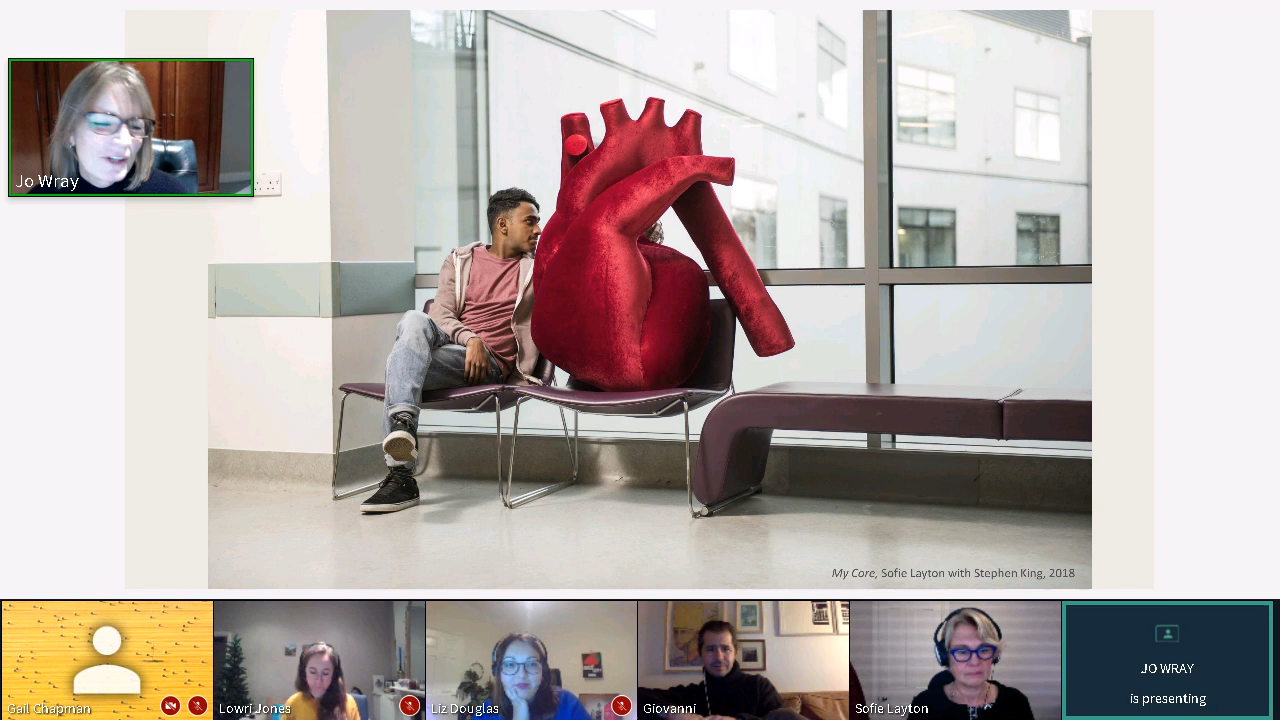 Jo Wray
My Core, Sofie Layton with Stephen King, 2018
Gail Chapman
Lowri Jones
Liz Douglas
Giovanni
Sofie Layton
JO WRAY
is presenting